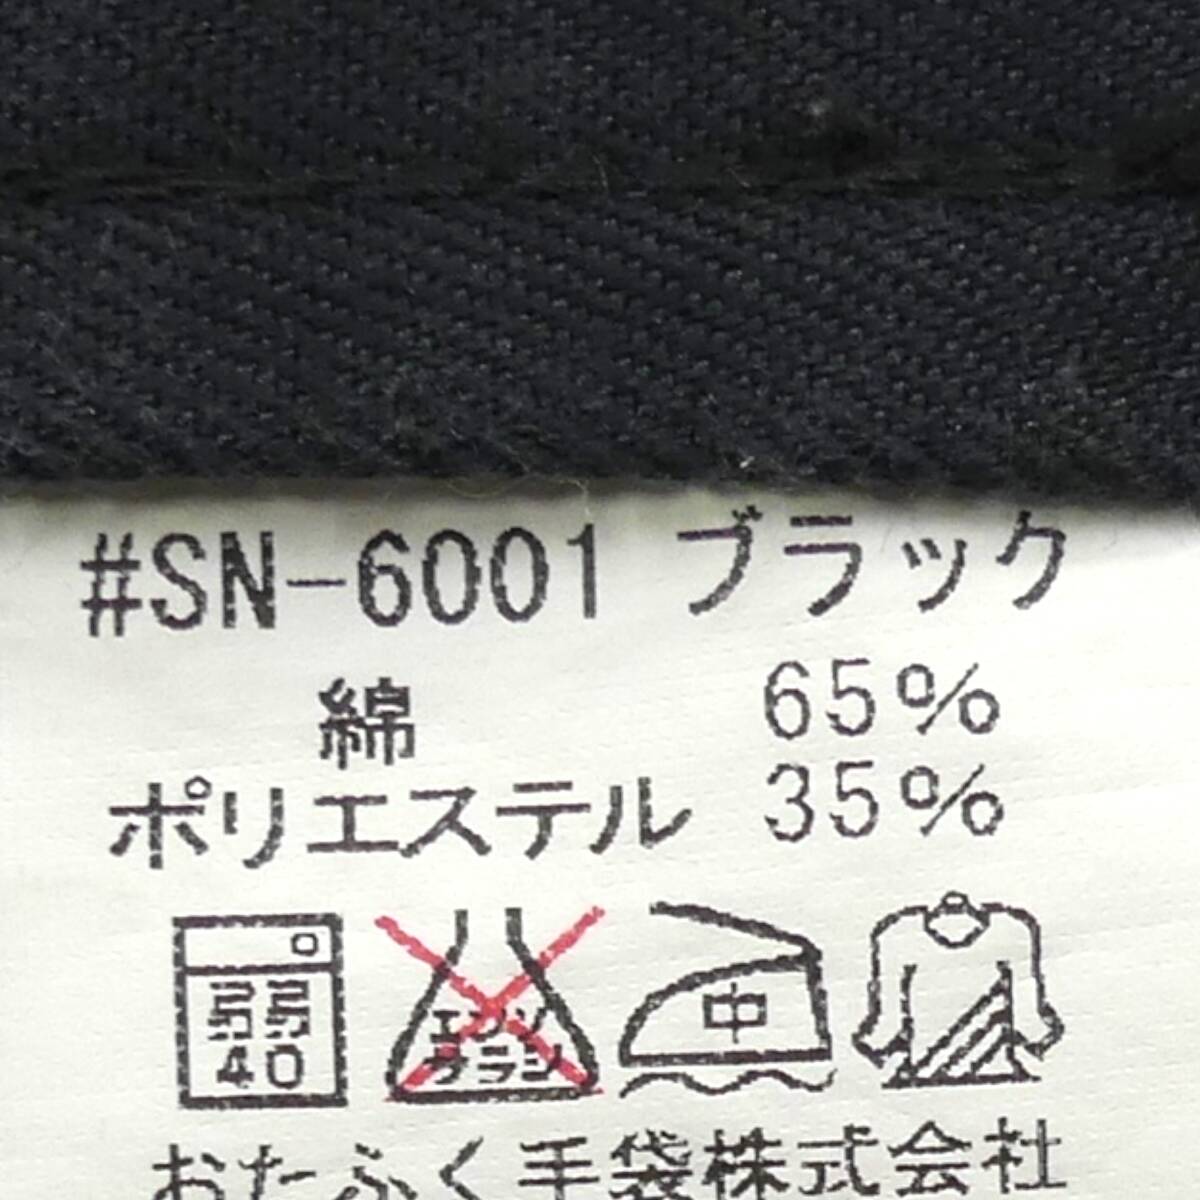 #SN-6001 ブラック
綿 65%
ポリエステル 35%
弱 弱
40
エンソ
サラシ
中
おたふく手袋株式会社